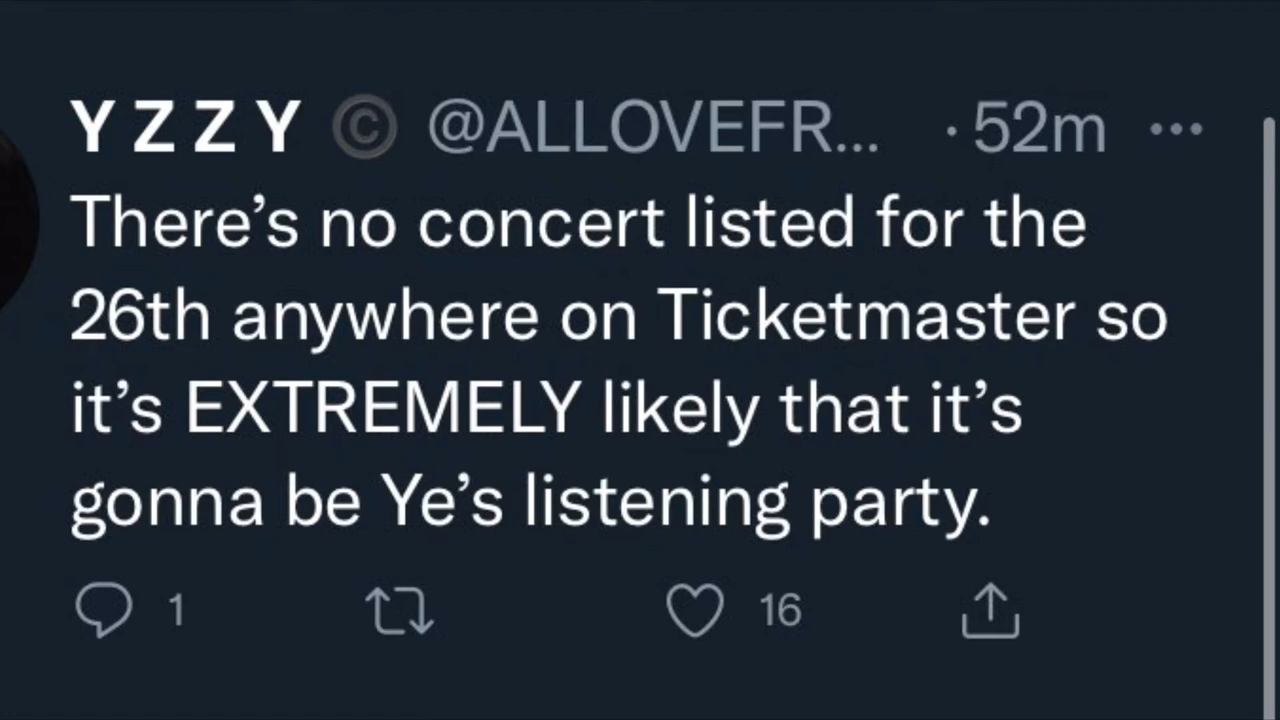 Y Z Z Y © @ALLOVEFR... · 52m ...
There’s no concert listed for the
26th anywhere on Ticketmaster so
it’s EXTREMELY likely that it’s
gonna be Ye’s listening party.
1 16